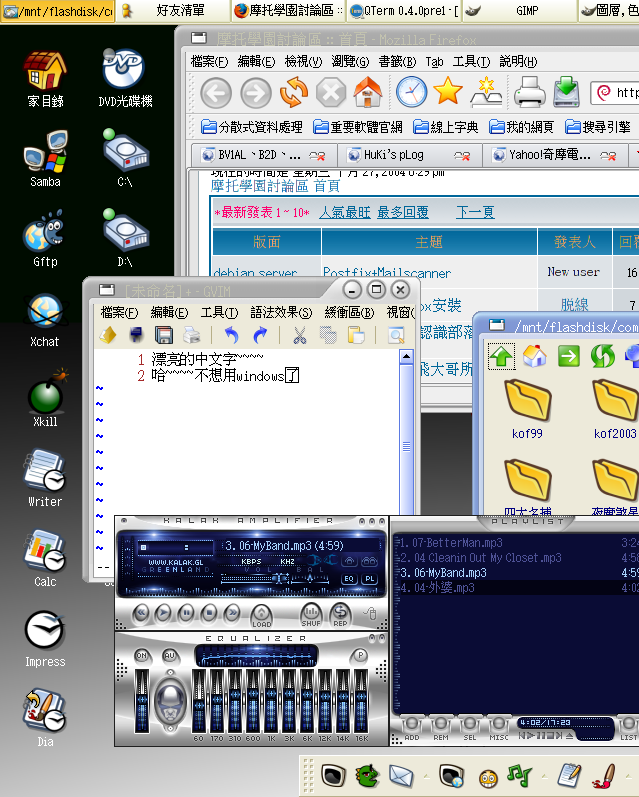 /mnt/flashdisk/co
好友清單
摩托學園討論區 ::
QTerm 0.4.0pre1 - [
GIMP
圖層, 色
摩托學園討論區 :: 首頁 - Mozilla Firefox
檔案(F) 編輯(E) 檢視(V) 瀏覽(G) 書籤(B) Tab 工具(T) 說明(H)
http
分散式資料處理 重要軟體官網 線上字典 我的網頁 搜尋引擎
BV1AL、B2D、... HuKi's pLog Yahoo!奇摩電...
現在的時間是 星期三 十月 27, 2004 6:29 pm
摩托學園討論區 首頁
*最新發表 1 ~ 10* 人氣最旺 最多回覆 下一頁
版面 主題 發表人 回覆
debian server Postfix+Mailscanner New user 16
ox安裝 脫線 7
認識部落
飛大哥所
家目錄
DVD光碟機
Samba
C:\
Gftp
D:\
Xchat
Xkill
Writer
Calc
Impress
Dia
[未命名] + - GVIM
檔案(F) 編輯(E) 工具(T) 語法效果(S) 緩衝區(B) 視窗(
1 漂亮的中文字~~~~
2 哈~~~~不想用windows了
~
~
~
~
~
~
~
~
~
~
--
/mnt/flashdisk/com
kof99
kof2003
四大名捕
KALAK AMPLIFIER
3. 06-MyBand.mp3 (4:59)
WWW.KALAK.GL
KBPS KHZ
GREENLAND
VOL BAL
EQ PL
LOAD SHUF REP
EQUALIZER
ON AU P
60 170 310 600 1K 3K 6K 12K 14K 16K
PLAYLIST
1. 07-BetterMan.mp3 3:24
2. 04 Cleanin Out My Closet.mp3 4:58
3. 06-MyBand.mp3 4:59
4. 04-外婆.mp3 4:02
4:02/17:23
ADD REM SEL MISC LIST